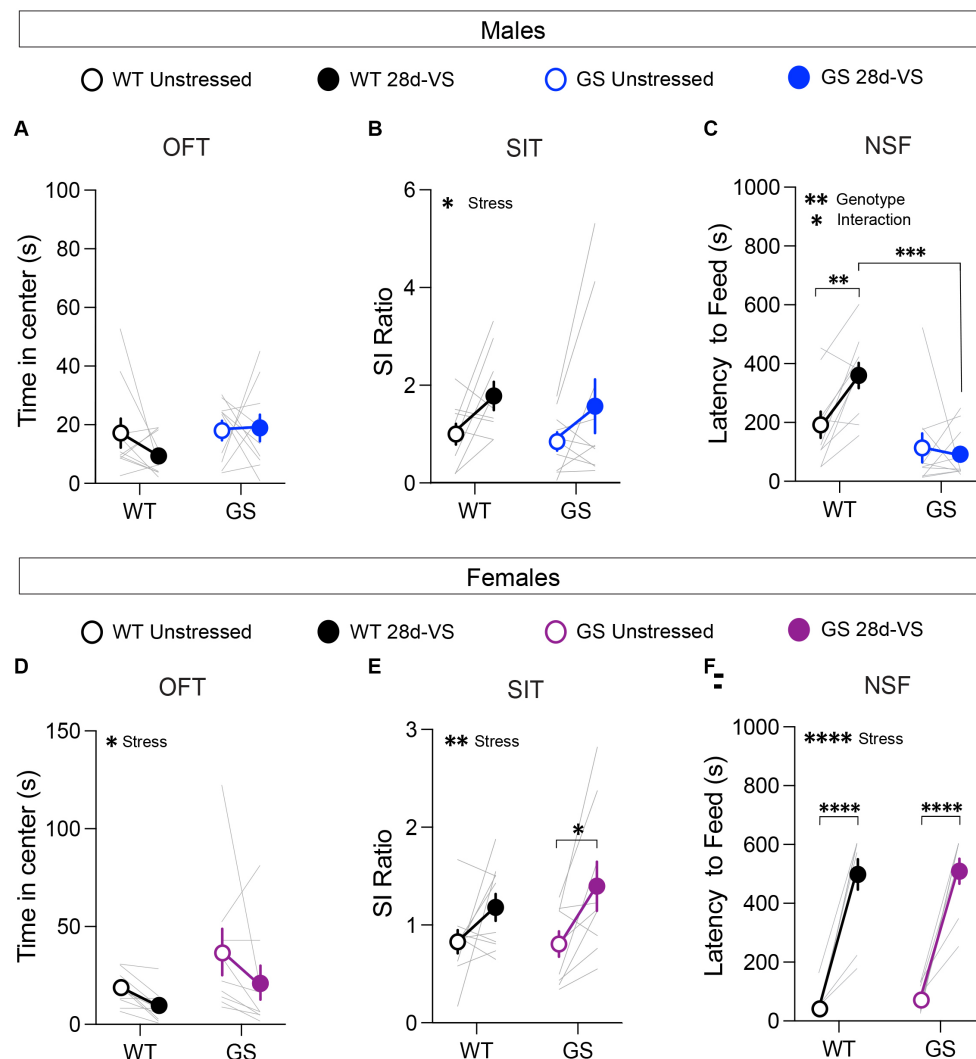 Males
WT Unstressed WT 28d-VS GS Unstressed GS 28d-VS
A B C
OFT SIT NSF
Time in center (s)
100
80
60
40
20
0
WT GS
SI Ratio
6
4
2
0
* Stress
WT GS
Latency to Feed (s)
1000
800
600
400
200
0
** Genotype
* Interaction
***
**
WT GS
Females
WT Unstressed WT 28d-VS GS Unstressed GS 28d-VS
D E F
OFT SIT NSF
Time in center (s)
150
100
50
0
* Stress
WT GS
SI Ratio
3
2
1
0
** Stress
*
WT GS
Latency to Feed (s)
1000
800
600
400
200
0
**** Stress
**** ****
WT GS